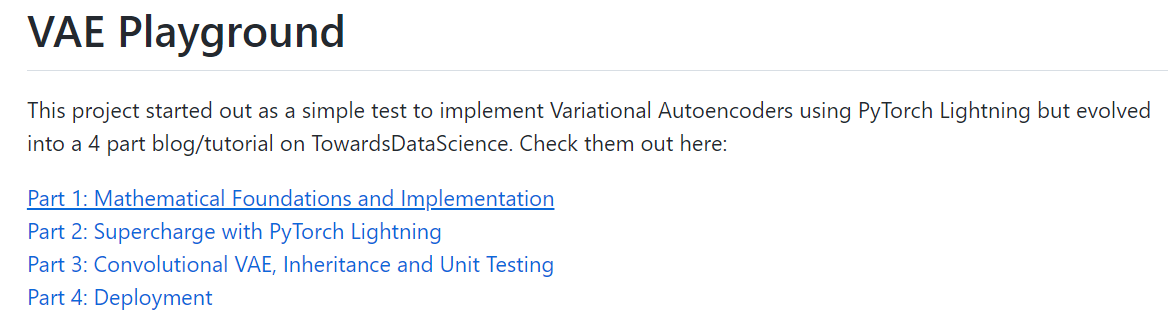 VAE Playground
This project started out as a simple test to implement Variational Autoencoders using PyTorch Lightning but evolved
into a 4 part blog/tutorial on TowardsDataScience. Check them out here:
Part 1: Mathematical Foundations and Implementation
Part 2: Supercharge with PyTorch Lightning
Part 3: Convolutional VAE, Inheritance and Unit Testing
Part 4: Deployment